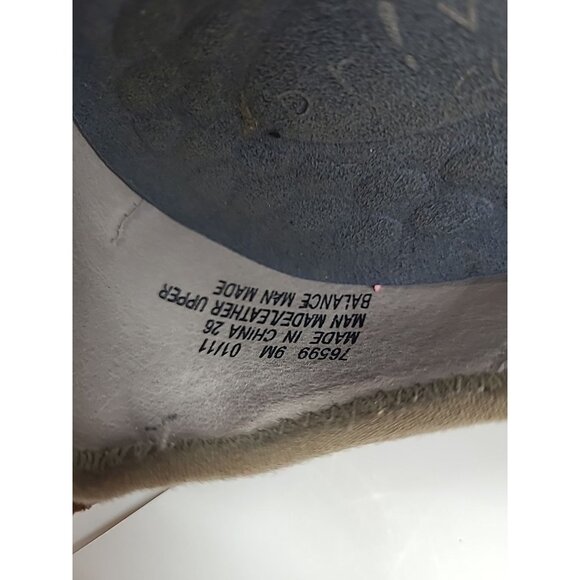 76599 9M 01/11
MADE IN CHINA 26
MAN MADE/LEATHER UPPER
BALANCE MAN MADE